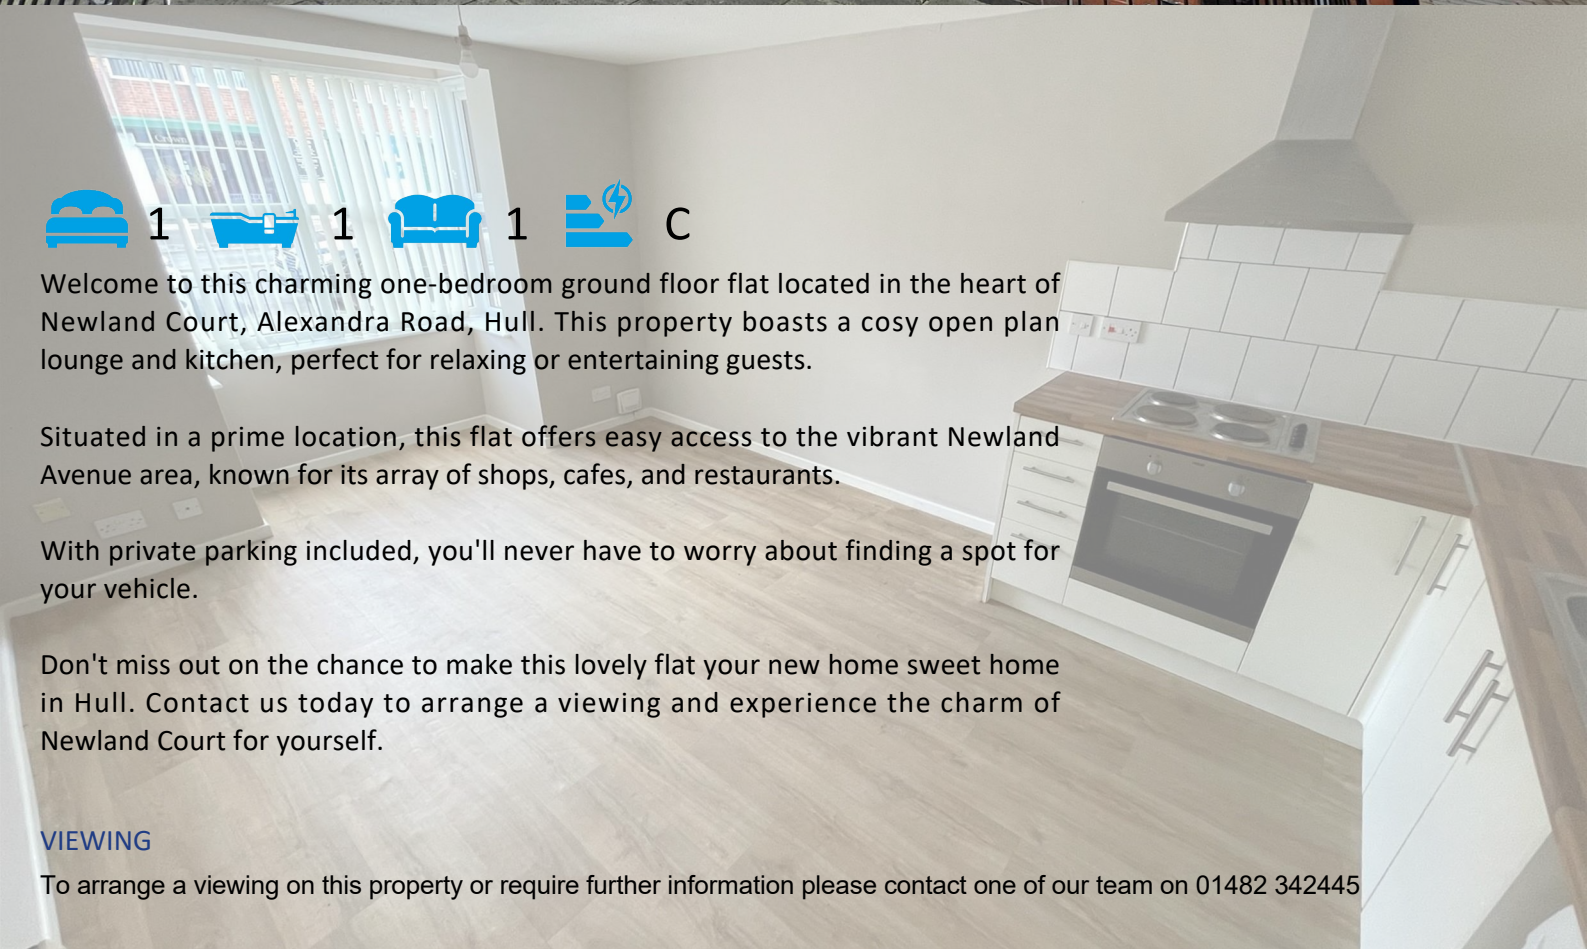 1 1 1 C
Welcome to this charming one-bedroom ground floor flat located in the heart of
Newland Court, Alexandra Road, Hull. This property boasts a cosy open plan
lounge and kitchen, perfect for relaxing or entertaining guests.
Situated in a prime location, this flat offers easy access to the vibrant Newland
Avenue area, known for its array of shops, cafes, and restaurants.
With private parking included, you'll never have to worry about finding a spot for
your vehicle.
Don't miss out on the chance to make this lovely flat your new home sweet home
in Hull. Contact us today to arrange a viewing and experience the charm of
Newland Court for yourself.
VIEWING
To arrange a viewing on this property or require further information please contact one of our team on 01482 342445